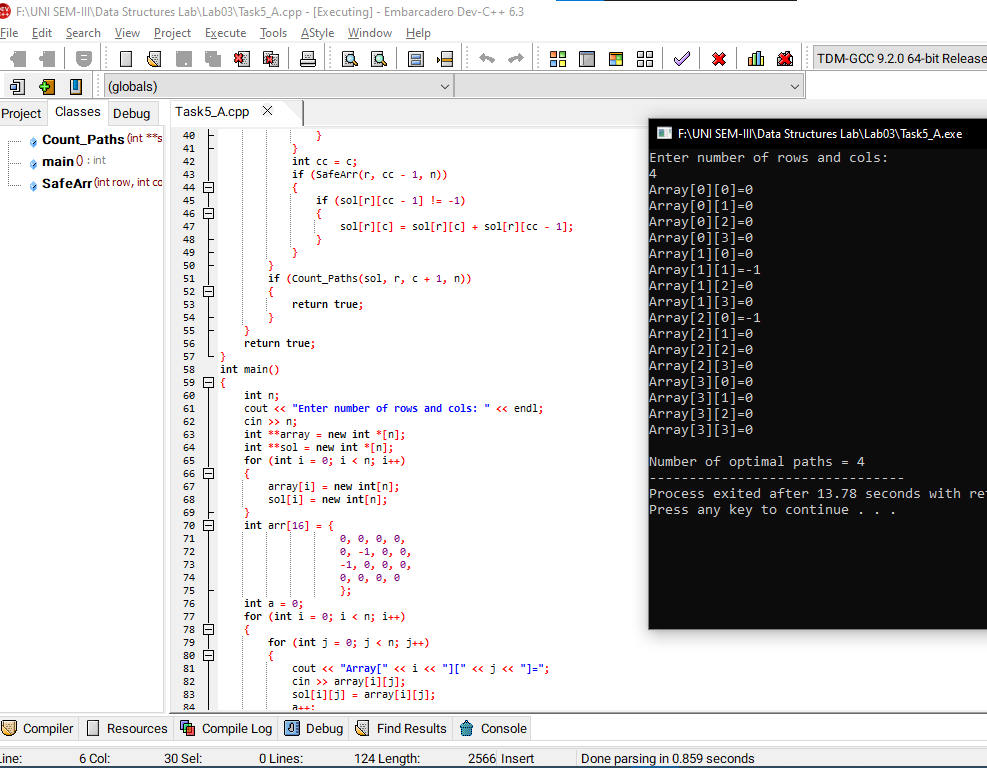 F:\UNI SEM-III\Data Structures Lab\Lab03\Task5_A.cpp - [Executing] - Embarcadero Dev-C++ 6.3
File Edit Search View Project Execute Tools AStyle Window Help
TDM-GCC 9.2.0 64-bit Release
(globals)
Project Classes Debug
Task5_A.cpp
Count_Paths (int **s
main () : int
SafeArr (int row, int co
40 }
41 }
42 int cc = c;
43 if (SafeArr(r, cc - 1, n))
44 {
45 if (sol[r][cc - 1] != -1)
46 {
47 sol[r][c] = sol[r][c] + sol[r][cc - 1];
48 }
49 }
50 }
51 if (Count_Paths(sol, r, c + 1, n))
52 {
53 return true;
54 }
55 }
56 return true;
57 }
58 int main()
59 {
60 int n;
61 cout << "Enter number of rows and cols: " << endl;
62 cin >> n;
63 int **array = new int *[n];
64 int **sol = new int *[n];
65 for (int i = 0; i < n; i++)
66 {
67 array[i] = new int[n];
68 sol[i] = new int[n];
69 }
70 int arr[16] = {
71 0, 0, 0, 0,
72 0, -1, 0, 0,
73 -1, 0, 0, 0,
74 0, 0, 0, 0
75 };
76 int a = 0;
77 for (int i = 0; i < n; i++)
78 {
79 for (int j = 0; j < n; j++)
80 {
81 cout << "Array[" << i << "][" << j << "]=";
82 cin >> array[i][j];
83 sol[i][j] = array[i][j];
84 a++;
F:\UNI SEM-III\Data Structures Lab\Lab03\Task5_A.exe
Enter number of rows and cols:
4
Array[0][0]=0
Array[0][1]=0
Array[0][2]=0
Array[0][3]=0
Array[1][0]=0
Array[1][1]=-1
Array[1][2]=0
Array[1][3]=0
Array[2][0]=-1
Array[2][1]=0
Array[2][2]=0
Array[2][3]=0
Array[3][0]=0
Array[3][1]=0
Array[3][2]=0
Array[3][3]=0
Number of optimal paths = 4
--------------------------------
Process exited after 13.78 seconds with ret
Press any key to continue . . .
Compiler Resources Compile Log Debug Find Results Console
Line: 6 Col: 30 Sel: 0 Lines: 124 Length: 2566 Insert Done parsing in 0.859 seconds